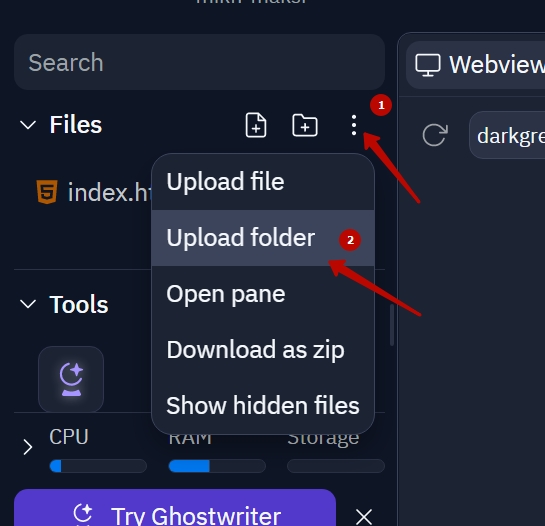 Search
Webview
1
Files
darkgre
index.h
Upload file
Upload folder
2
Open pane
Tools
Download as zip
Show hidden files
CPU
RAM
Storage
Try Ghostwriter